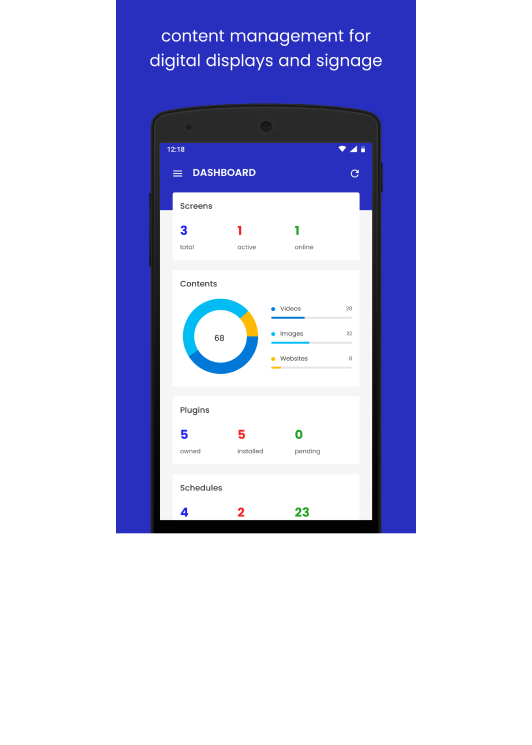 content management for
digital displays and signage
12:18
DASHBOARD
Screens
3 1 1
total active online
Contents
68
Videos 28
Images 32
Websites 8
Plugins
5 5 0
owned installed pending
Schedules
4 2 23